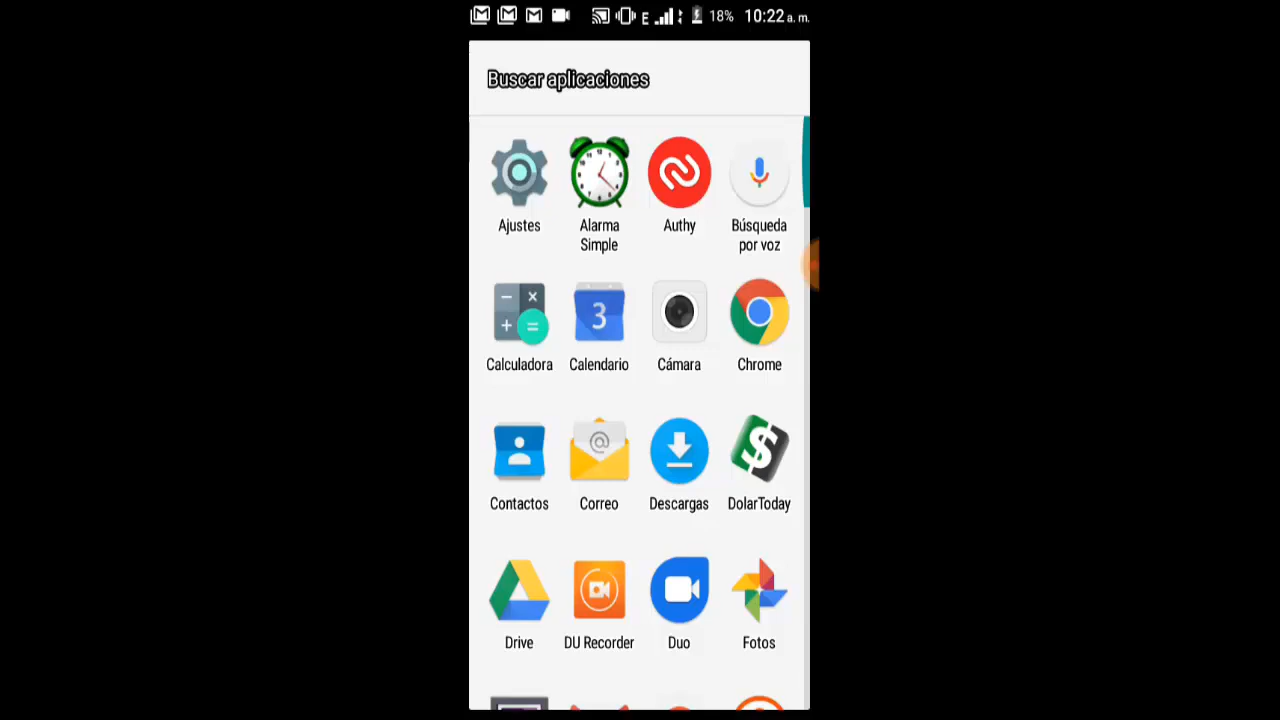 E 18% 10:22 a. m.
Buscar aplicaciones
Ajustes
Alarma
Simple
Authy
Búsqueda
por voz
Calculadora
3
Calendario
Cámara
Chrome
Contactos
@
Correo
Descargas
$
DolarToday
Drive
DU Recorder
Duo
Fotos